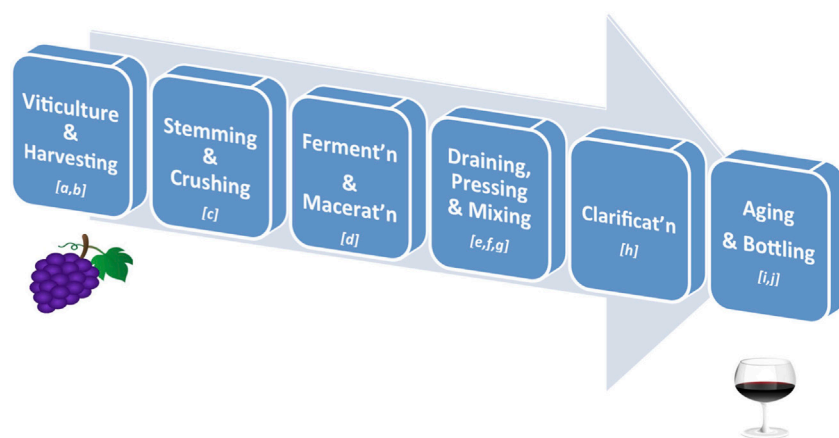 Viticulture
&
Harvesting
[a,b]
Stemming
&
Crushing
[c]
Ferment'n
&
Macerat'n
[d]
Draining,
Pressing
& Mixing
[e,f,g]
Clarificat'n
[h]
Aging
& Bottling
[i,j]